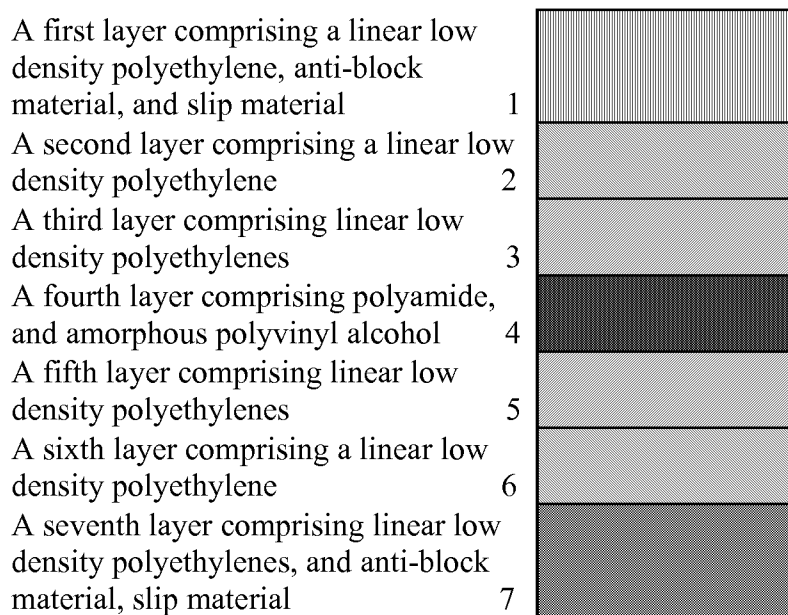 A first layer comprising a linear low
density polyethylene, anti-block
material, and slip material 1
A second layer comprising a linear low
density polyethylene 2
A third layer comprising linear low
density polyethylenes 3
A fourth layer comprising polyamide,
and amorphous polyvinyl alcohol 4
A fifth layer comprising linear low
density polyethylenes 5
A sixth layer comprising a linear low
density polyethylene 6
A seventh layer comprising linear low
density polyethylenes, and anti-block
material, slip material 7